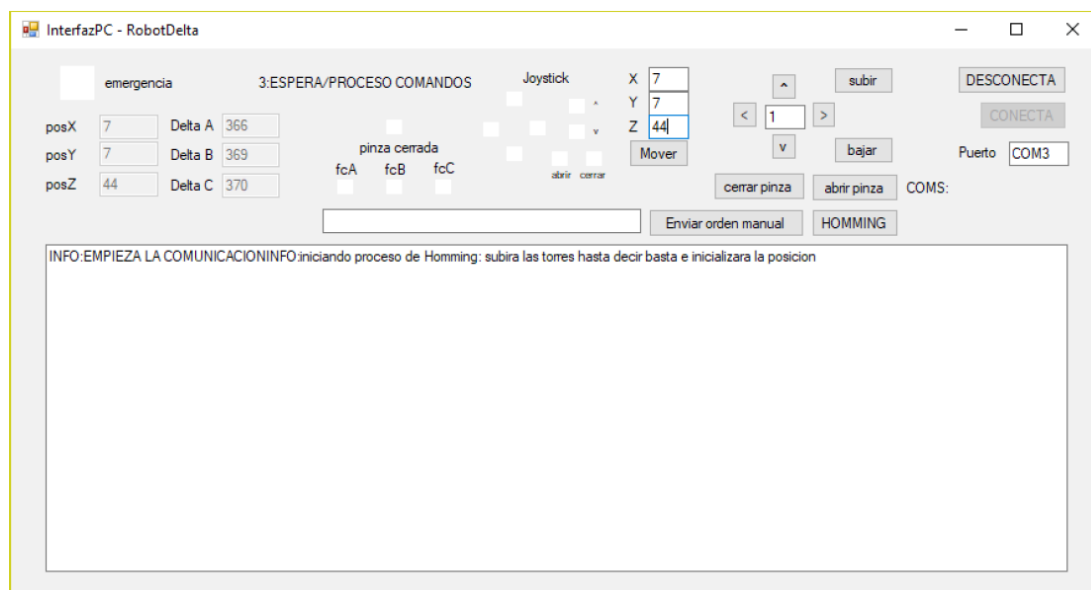 InterfazPC - RobotDelta
emergencia 3:ESPERA/PROCESO COMANDOS Joystick X 7 ^ subir DESCONECTA
^ Y 7 < 1 > CONECTA
posX 7 Delta A 366 v Z 44
posY 7 Delta B 369 pinza cerrada Mover v bajar Puerto COM3
fcA fcB fcC abrir cerrar
posZ 44 Delta C 370 cerrar pinza abrir pinza COMS:
Enviar orden manual HOMMING
INFO:EMPIEZA LA COMUNICACIONINFO:iniciando proceso de Homming: subira las torres hasta decir basta e inicializara la posicion